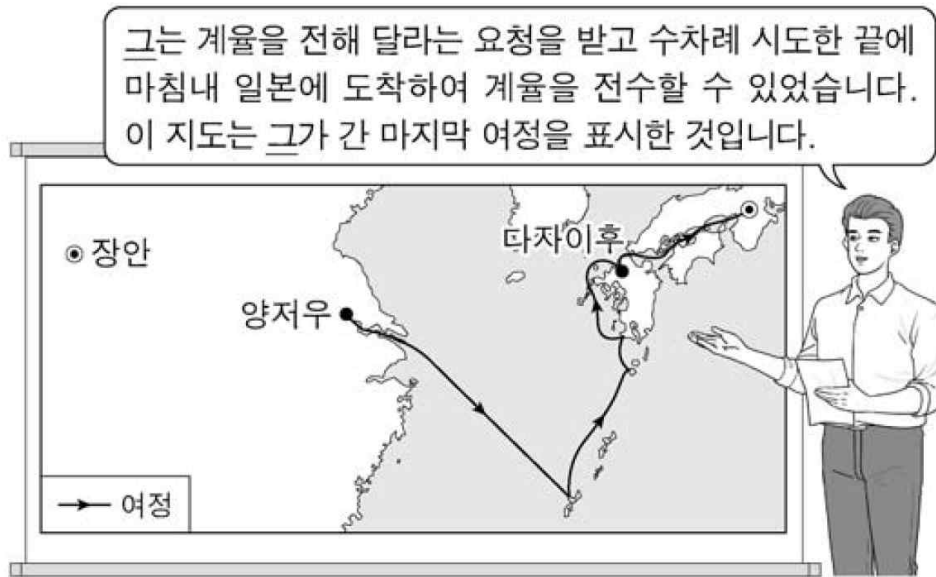 그는 계율을 전해 달라는 요청을 받고 수차례 시도한 끝에
마침내 일본에 도착하여 계율을 전수할 수 있었습니다.
이 지도는 그가 간 마지막 여정을 표시한 것입니다.
다자이후
장안
양저우
여정